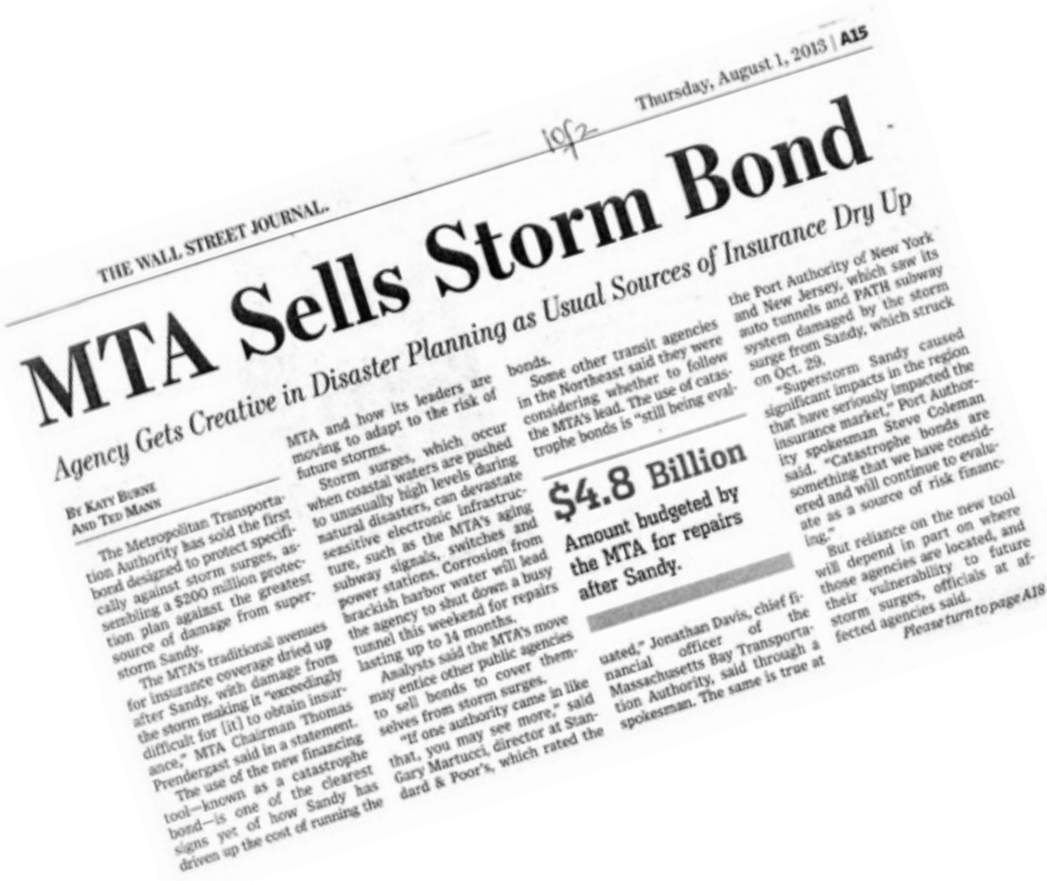 Thursday, August 1, 2013 | A15
1 of 2
THE WALL STREET JOURNAL.
MTA Sells Storm Bond
Agency Gets Creative in Disaster Planning as Usual Sources of Insurance Dry Up
BY KATY BURNE
AND TED MANN
The Metropolitan Transporta-
tion Authority has sold the first
bond designed to protect specifi-
cally against storm surges, as-
sembling a $200 million protec-
tion plan against the greatest
source of damage from super-
storm Sandy.
The MTA's traditional avenues
for insurance coverage dried up
after Sandy, with damage from
the storm making it "exceedingly
difficult for [it] to obtain insur-
ance," MTA Chairman Thomas
Prendergast said in a statement.
The use of the new financing
tool—known as a catastrophe
bond—is one of the clearest
signs yet of how Sandy has
driven up the cost of running the
MTA and how its leaders are
moving to adapt to the risk of
future storms.
Storm surges, which occur
when coastal waters are pushed
to unusually high levels during
natural disasters, can devastate
sensitive electronic infrastruc-
ture, such as the MTA's aging
subway signals, switches and
power stations. Corrosion from
brackish harbor water will lead
the agency to shut down a busy
tunnel this weekend for repairs
lasting up to 14 months.
Analysts said the MTA's move
may entice other public agencies
to sell bonds to cover them-
selves from storm surges.
"If one authority came in like
that, you may see more," said
Gary Martucci, director at Stan-
dard & Poor's, which rated the
bonds.
Some other transit agencies
in the Northeast said they were
considering whether to follow
the MTA's lead. The use of catas-
trophe bonds is "still being eval-
$4.8 Billion
Amount budgeted by
the MTA for repairs
after Sandy.
uated," Jonathan Davis, chief fi-
nancial officer of the
Massachusetts Bay Transporta-
tion Authority, said through a
spokesman. The same is true at
the Port Authority of New York
and New Jersey, which saw its
auto tunnels and PATH subway
system damaged by the storm
surge from Sandy, which struck
on Oct. 29.
"Superstorm Sandy caused
significant impacts in the region
that have seriously impacted the
insurance market," Port Author-
ity spokesman Steve Coleman
said. "Catastrophe bonds are
something that we have consid-
ered and will continue to evalu-
ate as a source of risk financ-
ing."
But reliance on the new tool
will depend in part on where
those agencies are located, and
their vulnerability to future
storm surges, officials at af-
fected agencies said.
Please turn to page A18